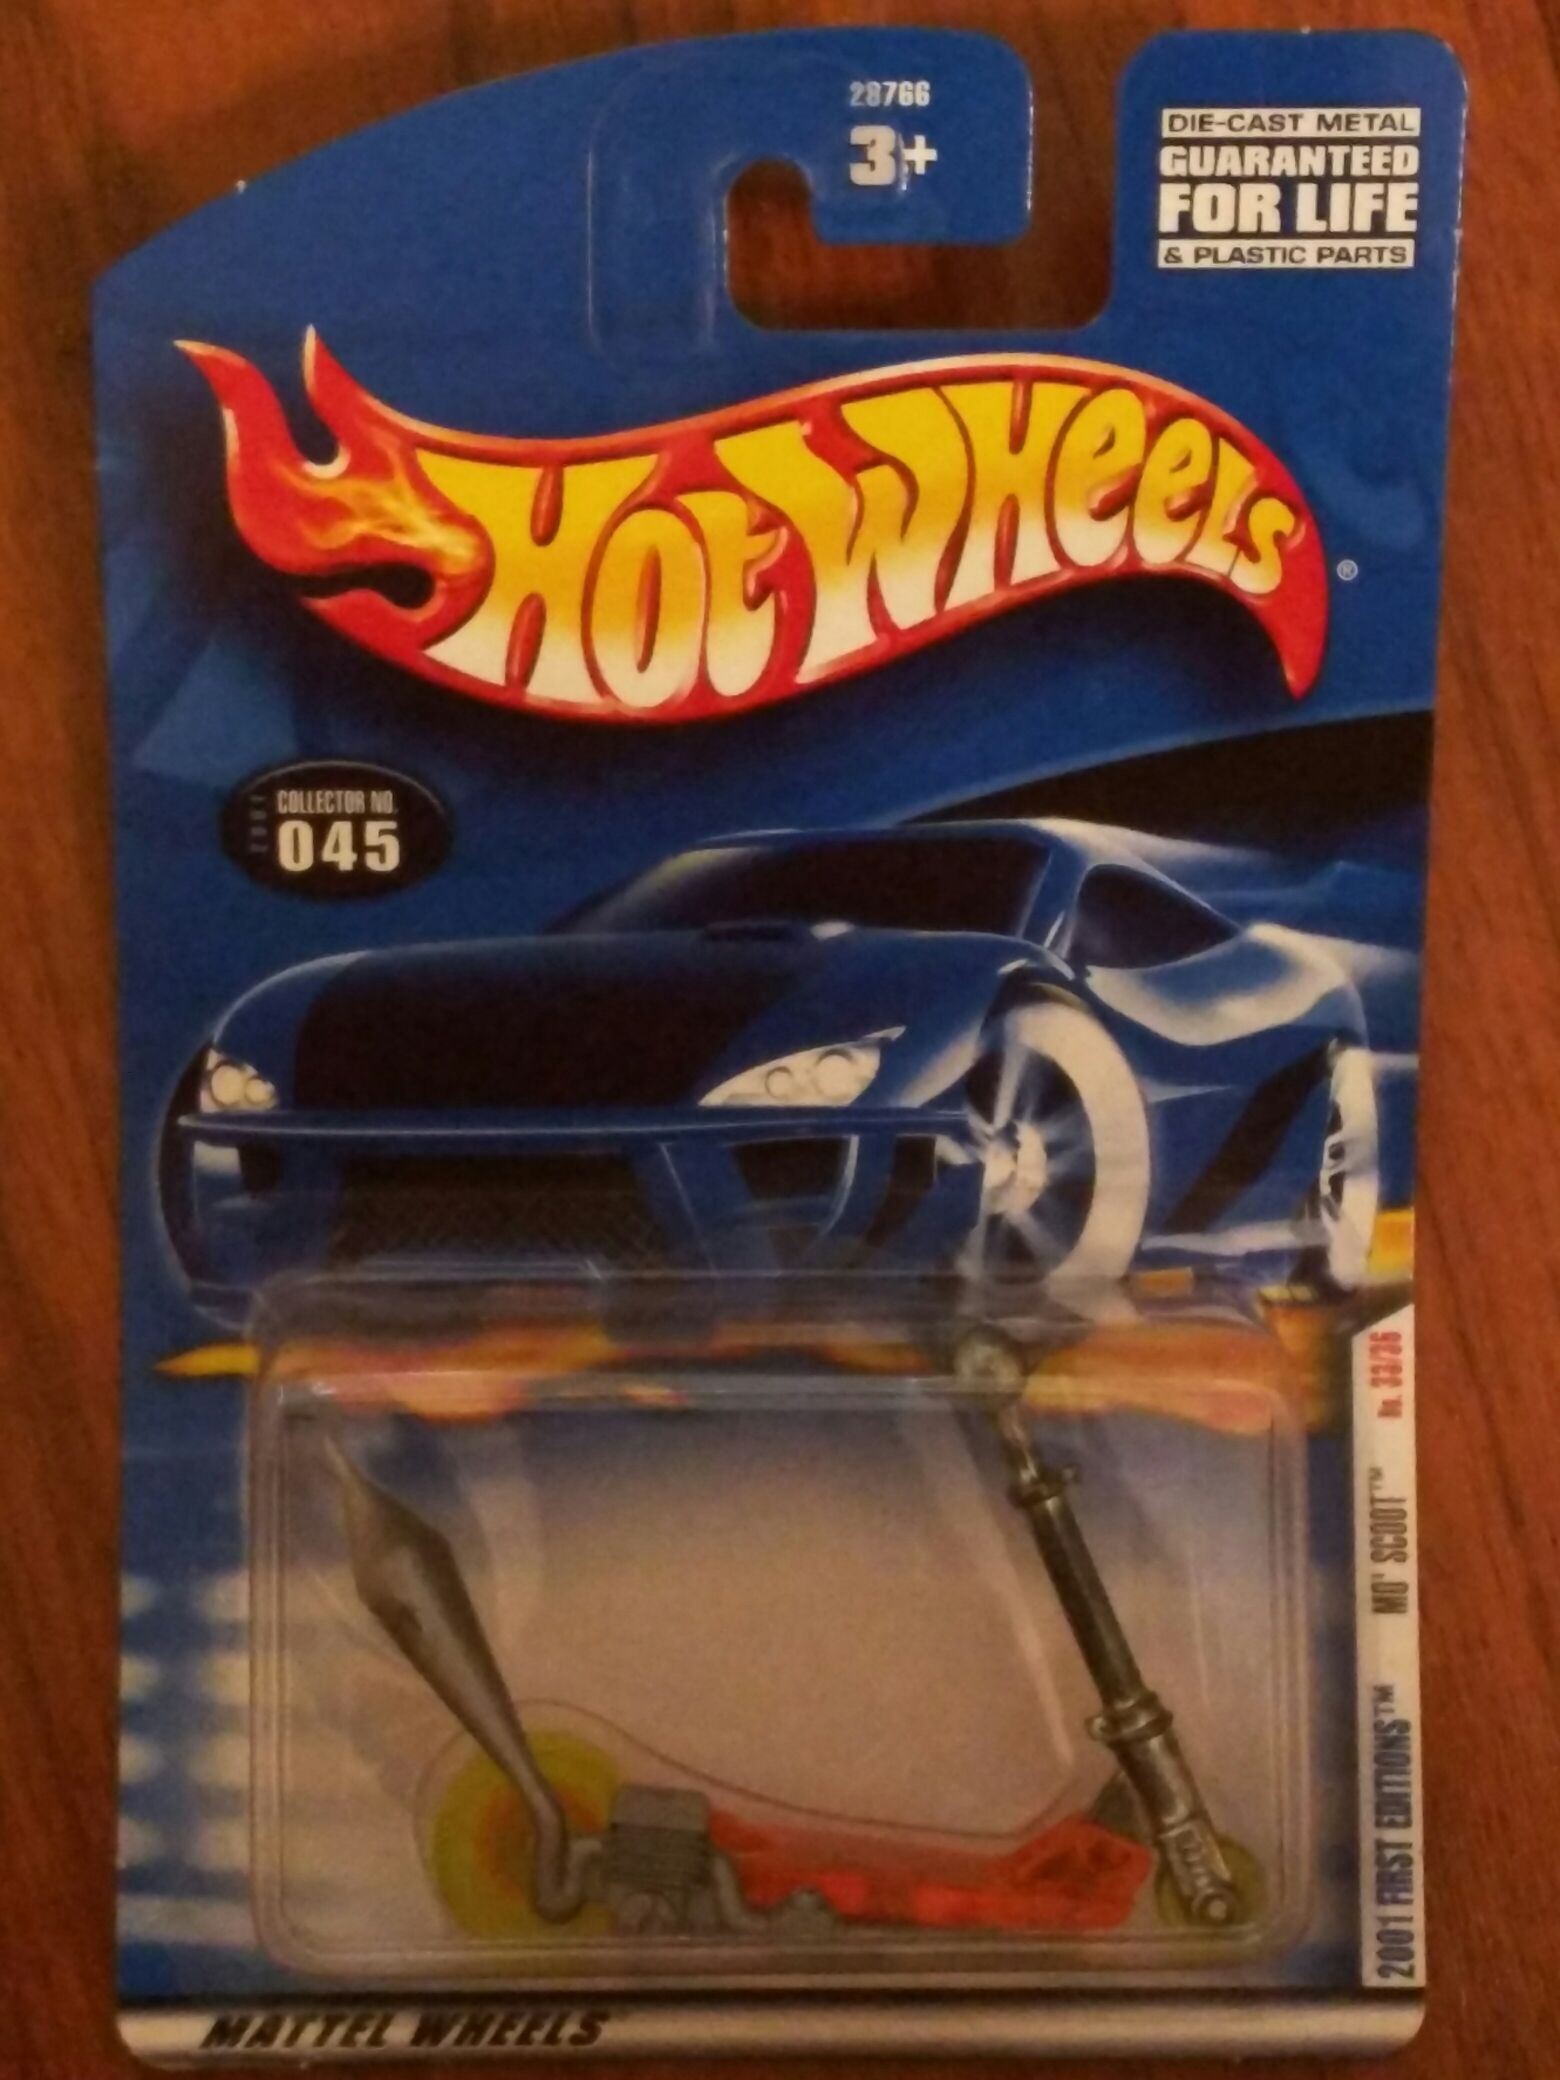 28766
3+
DIE-CAST METAL
GUARANTEED
FOR LIFE
& PLASTIC PARTS
HOT WHEELS
®
2001
COLLECTOR NO.
045
2001 FIRST EDITIONS™ MO' SCOOT™ No. 33/36
MATTEL WHEELS